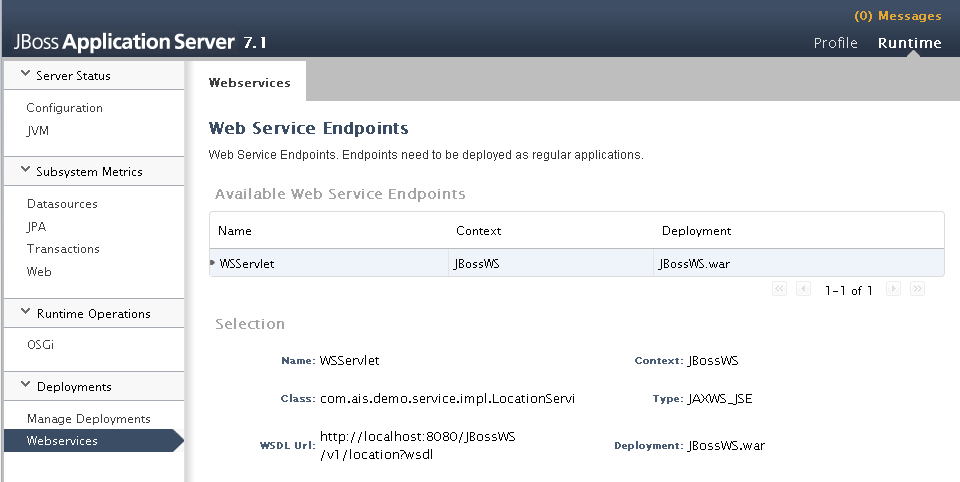 (0) Messages
JBoss Application Server 7.1
Profile Runtime
Server Status
Configuration
JVM
Subsystem Metrics
Datasources
JPA
Transactions
Web
Runtime Operations
OSGi
Deployments
Manage Deployments
Webservices
Webservices
Web Service Endpoints
Web Service Endpoints. Endpoints need to be deployed as regular applications.
Available Web Service Endpoints
Name Context Deployment
WSServlet JBossWS JBossWS.war
1-1 of 1
Selection
Name: WSServlet Context: JBossWS
Class: com.ais.demo.service.impl.LocationServi Type: JAXWS_JSE
WSDL Url: http://localhost:8080/JBossWS
/v1/location?wsdl
Deployment: JBossWS.war